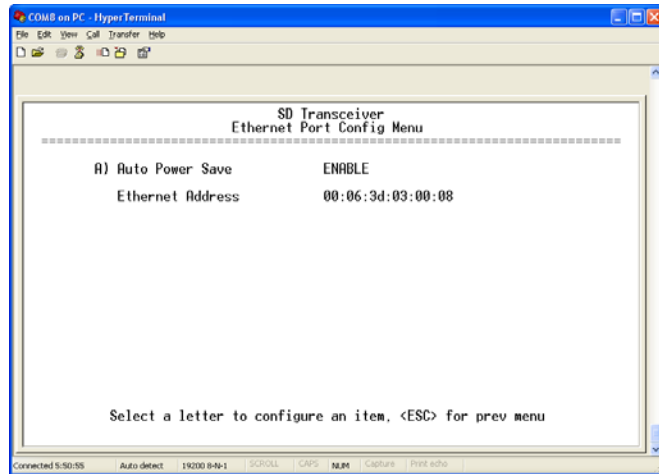 COM8 on PC - HyperTerminal
File Edit View Call Transfer Help
SD Transceiver
Ethernet Port Config Menu
==========================================================================
A) Auto Power Save ENABLE
Ethernet Address 00:06:3d:03:00:08
Select a letter to configure an item, <ESC> for prev menu
Connected 5:50:55 Auto detect 19200 8-N-1 SCROLL CAPS NUM Capture Print echo